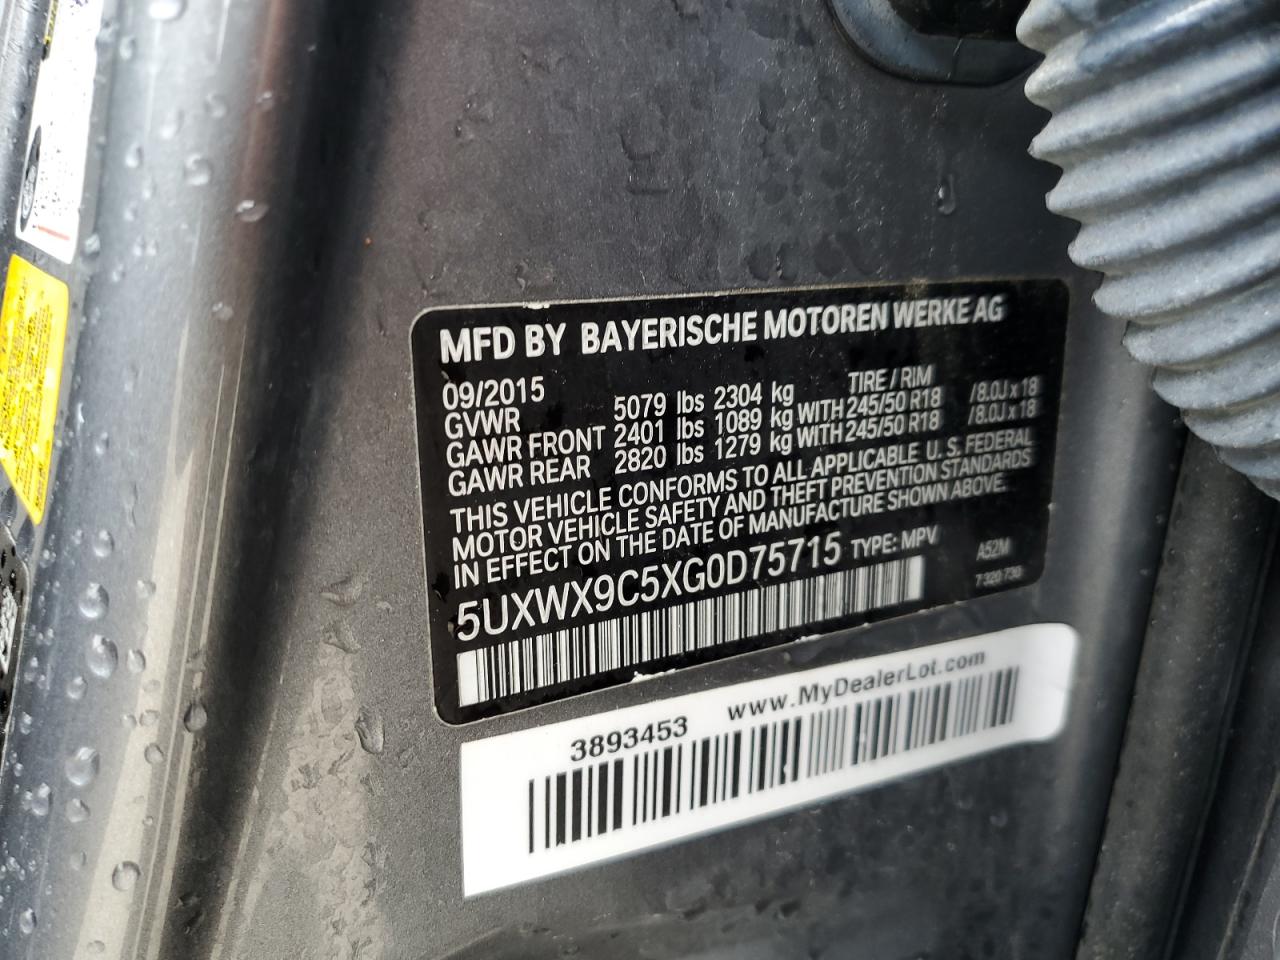 MFD BY BAYERISCHE MOTOREN WERKE AG
09/2015 TIRE / RIM
GVWR 5079 lbs 2304 kg
GAWR FRONT 2401 lbs 1089 kg WITH 245/50 R18 /8.0J x 18
GAWR REAR 2820 lbs 1279 kg WITH 245/50 R18 /8.0J x 18
THIS VEHICLE CONFORMS TO ALL APPLICABLE U.S. FEDERAL
MOTOR VEHICLE SAFETY AND THEFT PREVENTION STANDARDS
IN EFFECT ON THE DATE OF MANUFACTURE SHOWN ABOVE.
5UXWX9C5XG0D75715 TYPE: MPV A52M
7 320 730
3893453 www.MyDealerLot.com